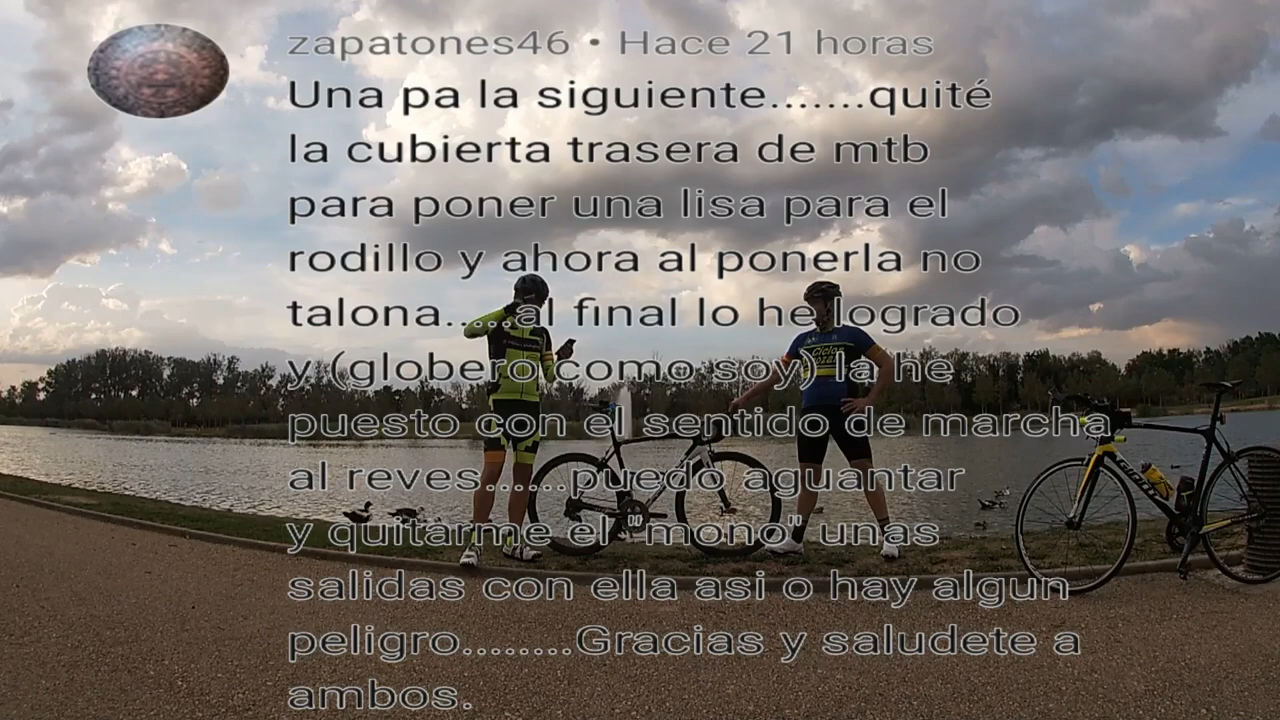 zapatones46 • Hace 21 horas
Una pa la siguiente.......quité
la cubierta trasera de mtb
para poner una lisa para el
rodillo y ahora al ponerla no
talona......al final lo he logrado
y (globero como soy) la he
puesto con el sentido de marcha
al reves......puedo aguantar
y quitarme el "mono" unas
salidas con ella asi o hay algun
peligro........Gracias y saludete a
ambos.
GIANT